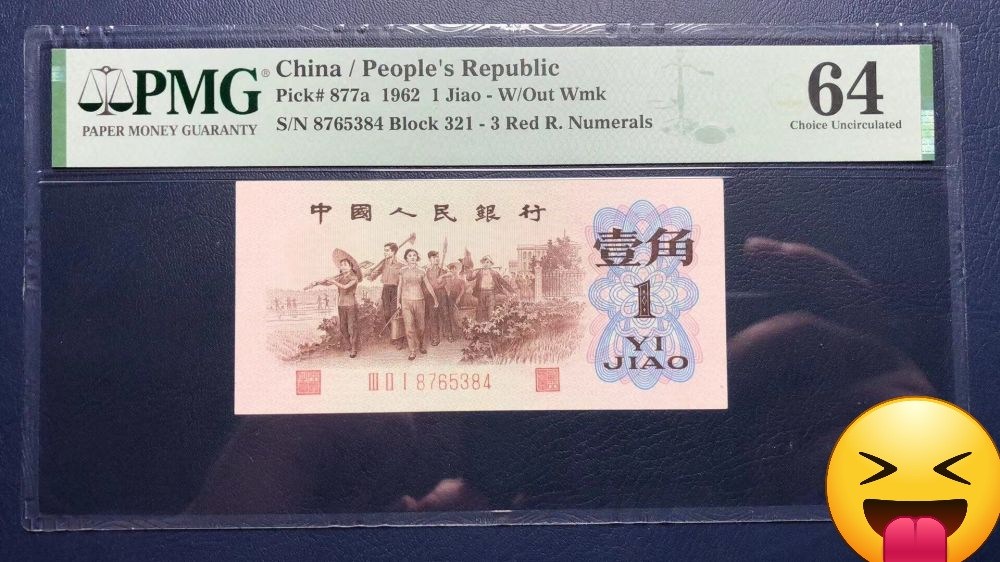 PMG®
PAPER MONEY GUARANTY
China / People's Republic
Pick# 877a 1962 1 Jiao - W/Out Wmk
S/N 8765384 Block 321 - 3 Red R. Numerals
64
Choice Uncirculated
中國人民銀行
壹角
1
YI
JIAO
III II I 8765384